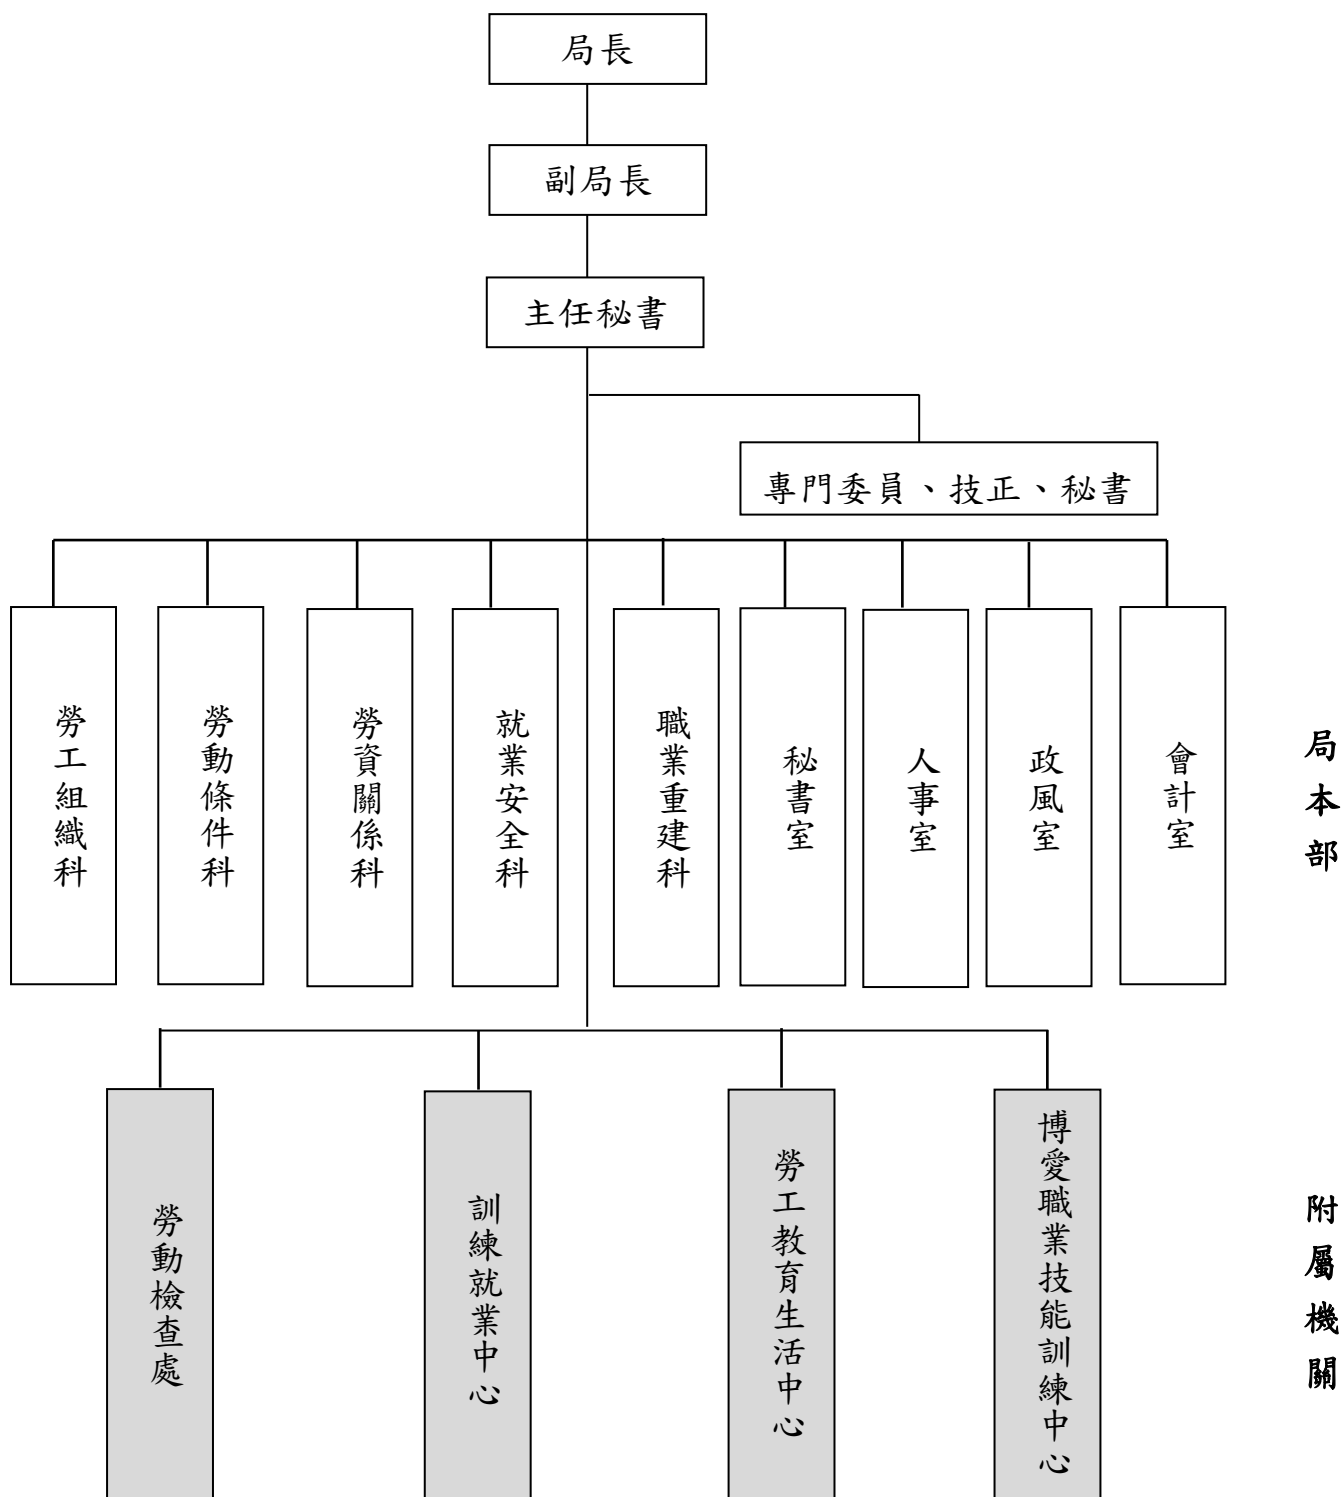 局長
副局長
主任秘書
專門委員、技正、秘書
勞工組織科
勞動條件科
勞資關係科
就業安全科
職業重建科
秘書室
人事室
政風室
會計室
局本部
勞動檢查處
訓練就業中心
勞工教育生活中心
博愛職業技能訓練中心
附屬機關